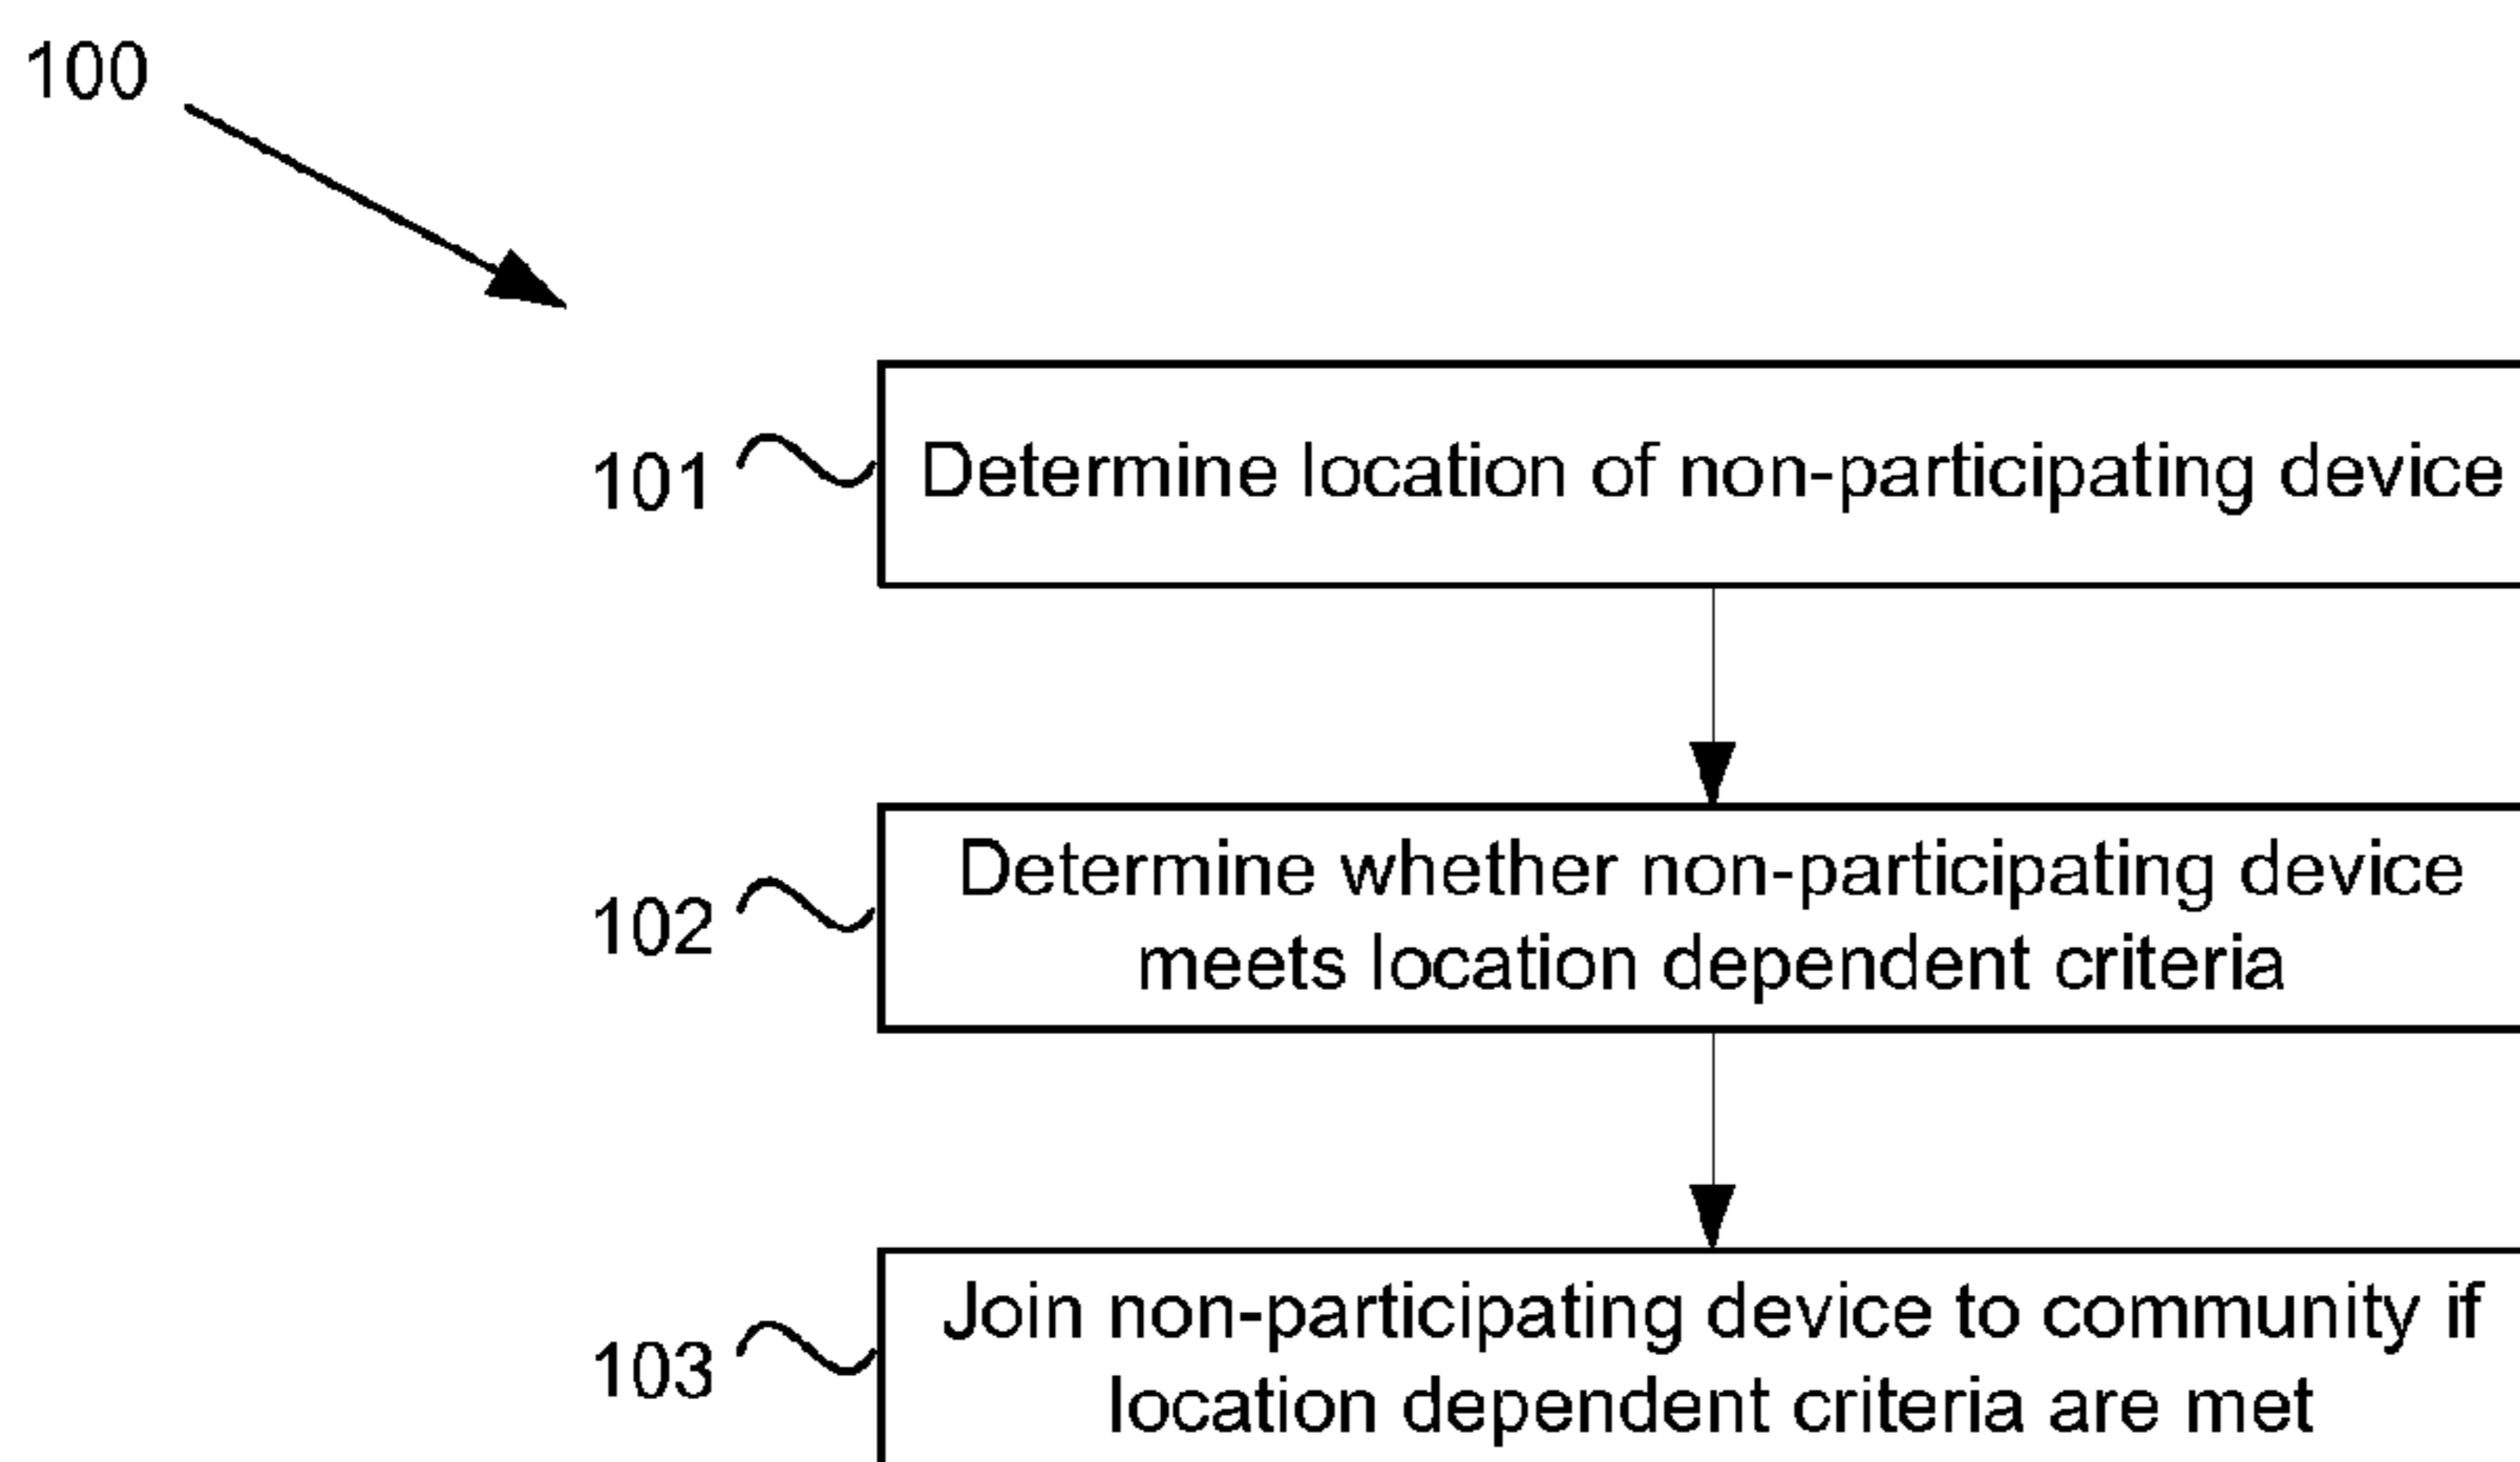 100
101
Determine location of non-participating device
102
Determine whether non-participating device
meets location dependent criteria
103
Join non-participating device to community if
location dependent criteria are met